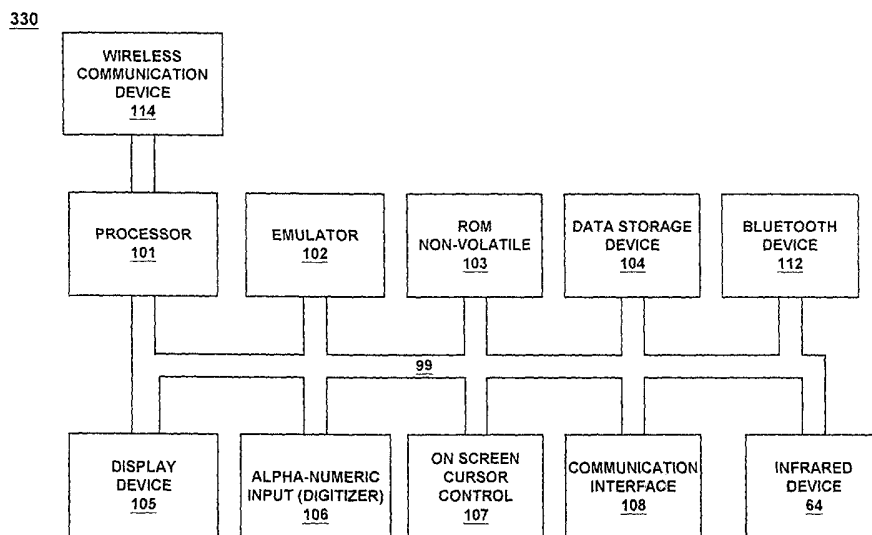 330
WIRELESS
COMMUNICATION
DEVICE
114
PROCESSOR
101
EMULATOR
102
ROM
NON-VOLATILE
103
DATA STORAGE
DEVICE
104
BLUETOOTH
DEVICE
112
99
DISPLAY
DEVICE
105
ALPHA-NUMERIC
INPUT (DIGITIZER)
106
ON SCREEN
CURSOR
CONTROL
107
COMMUNICATION
INTERFACE
108
INFRARED
DEVICE
64